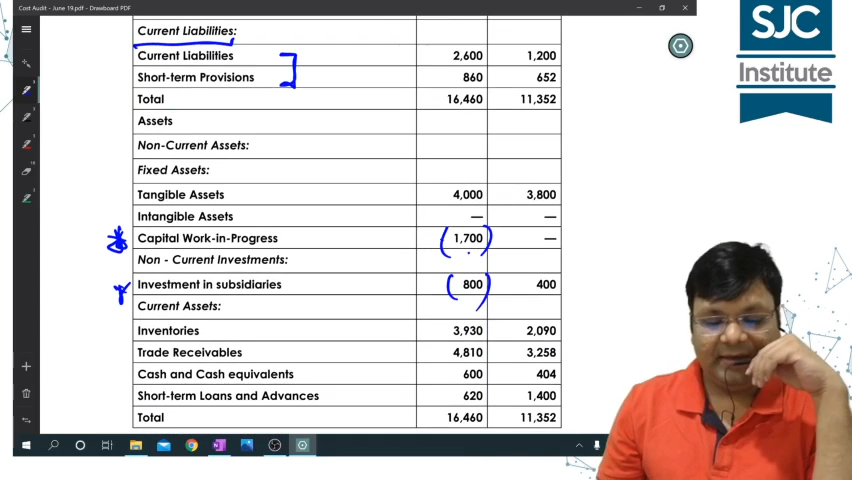 Cost Audit - June 19.pdf - Drawboard PDF
SJC
Institute
Current Liabilities:
Current Liabilities 2,600 1,200
Short-term Provisions 860 652
Total 16,460 11,352
Assets
Non-Current Assets:
Fixed Assets:
Tangible Assets 4,000 3,800
Intangible Assets — —
Capital Work-in-Progress 1,700 —
Non - Current Investments:
Investment in subsidiaries 800 400
Current Assets:
Inventories 3,930 2,090
Trade Receivables 4,810 3,258
Cash and Cash equivalents 600 404
Short-term Loans and Advances 620 1,400
Total 16,460 11,352